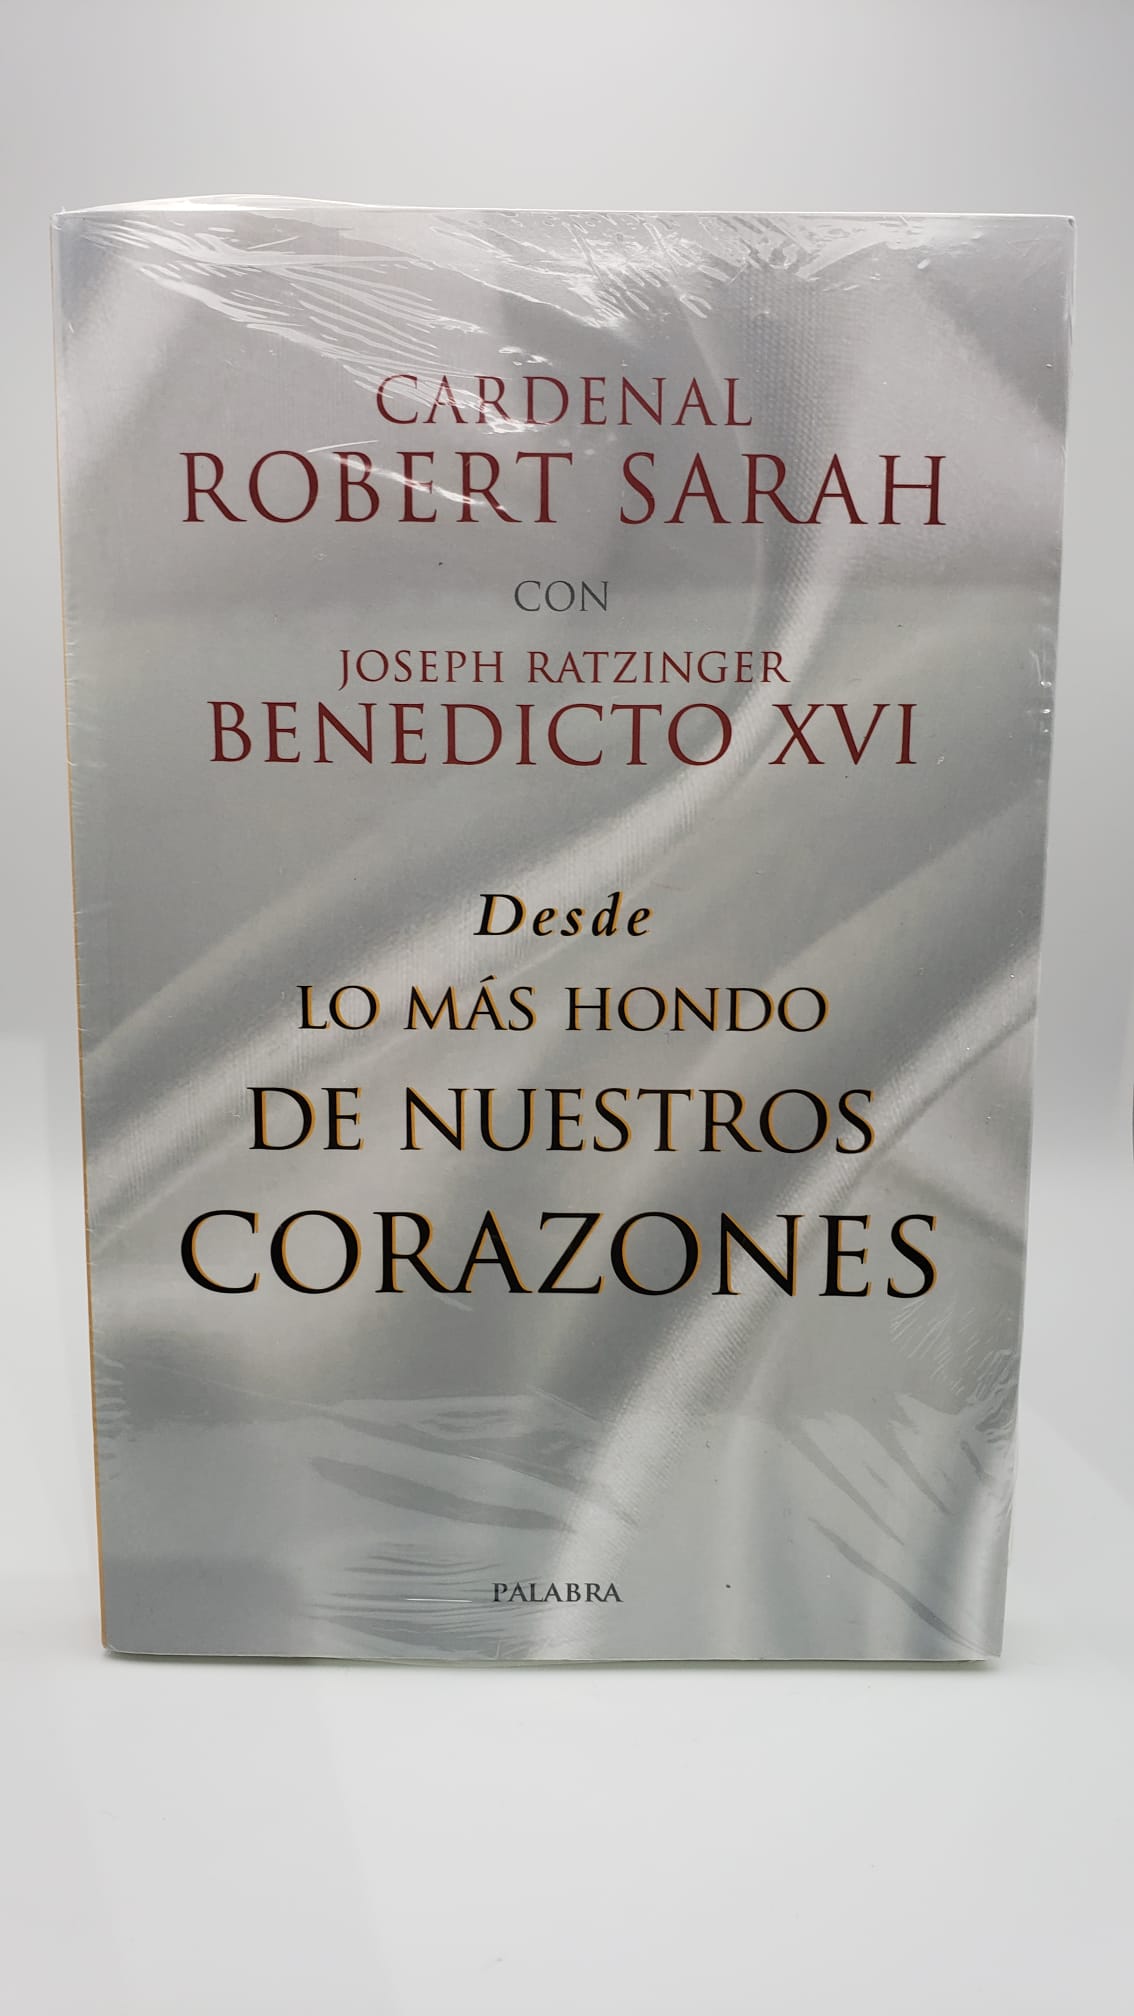 CARDENAL
ROBERT SARAH
CON
JOSEPH RATZINGER
BENEDICTO XVI
Desde
LO MÁS HONDO
DE NUESTROS
CORAZONES
PALABRA